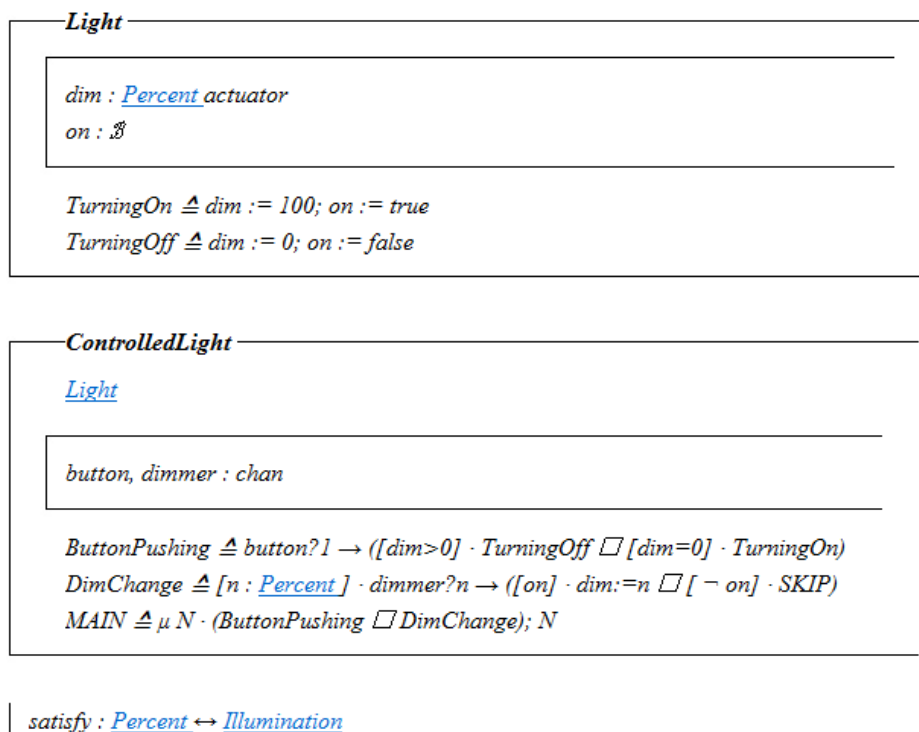 Light
dim : Percent actuator
on : 𝔹
TurningOn ≙ dim := 100; on := true
TurningOff ≙ dim := 0; on := false
ControlledLight
Light
button, dimmer : chan
ButtonPushing ≙ button?1 → ([dim>0] · TurningOff □ [dim=0] · TurningOn)
DimChange ≙ [n : Percent ] · dimmer?n → ([on] · dim:=n □ [ ¬ on] · SKIP)
MAIN ≙ μ N · (ButtonPushing □ DimChange); N
satisfy : Percent ↔ Illumination